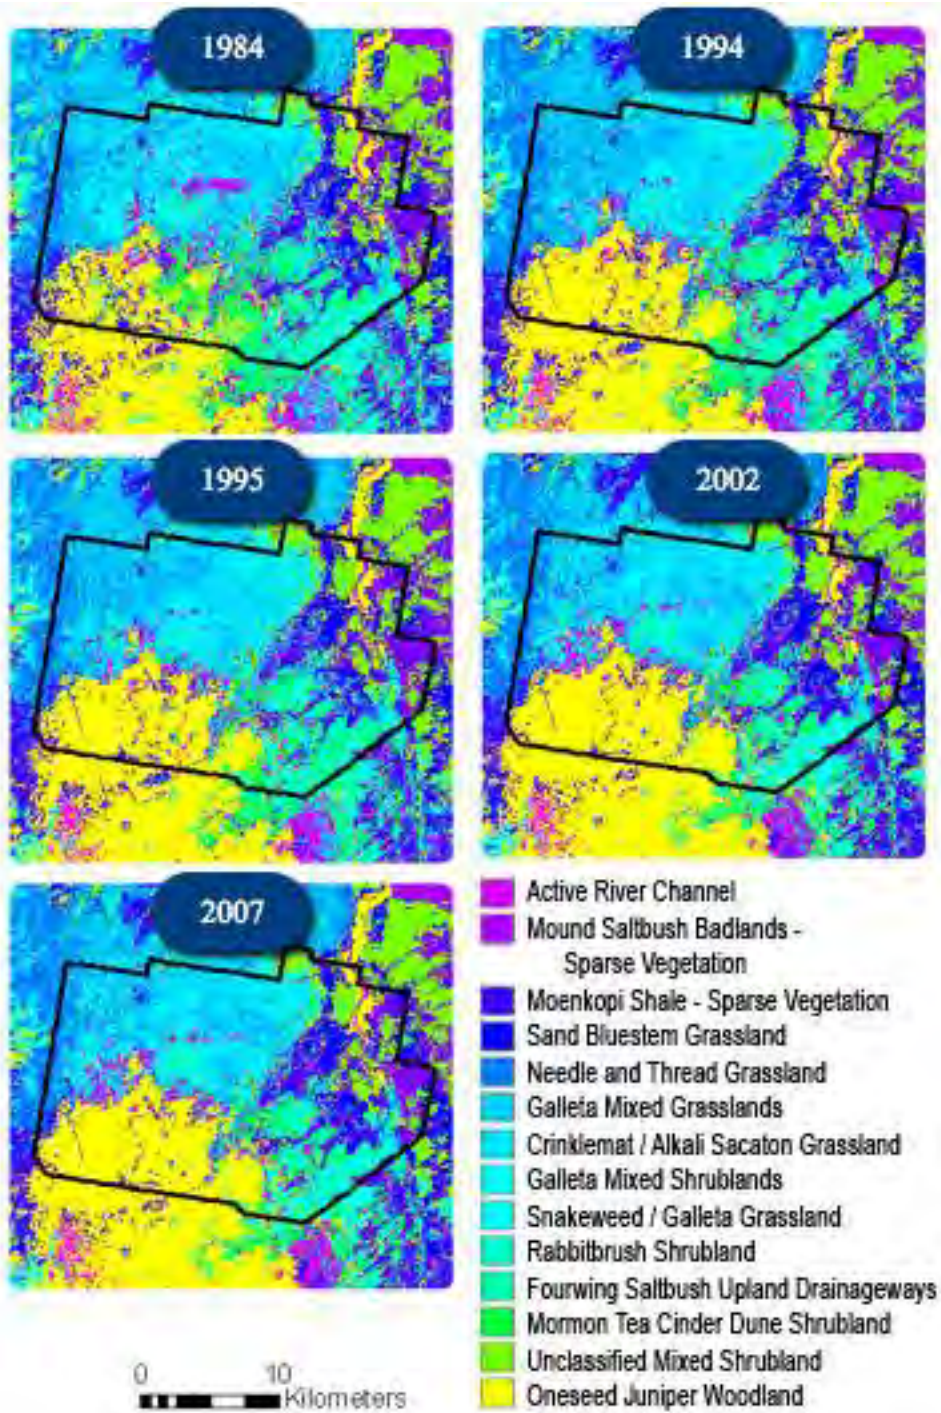 1984
1994
1995
2002
2007
Active River Channel
Mound Saltbush Badlands -
Sparse Vegetation
Moenkopi Shale - Sparse Vegetation
Sand Bluestem Grassland
Needle and Thread Grassland
Galleta Mixed Grasslands
Crinklemat / Alkali Sacaton Grassland
Galleta Mixed Shrublands
Snakeweed / Galleta Grassland
Rabbitbrush Shrubland
Fourwing Saltbush Upland Drainageways
Mormon Tea Cinder Dune Shrubland
Unclassified Mixed Shrubland
Oneseed Juniper Woodland
0 10
Kilometers